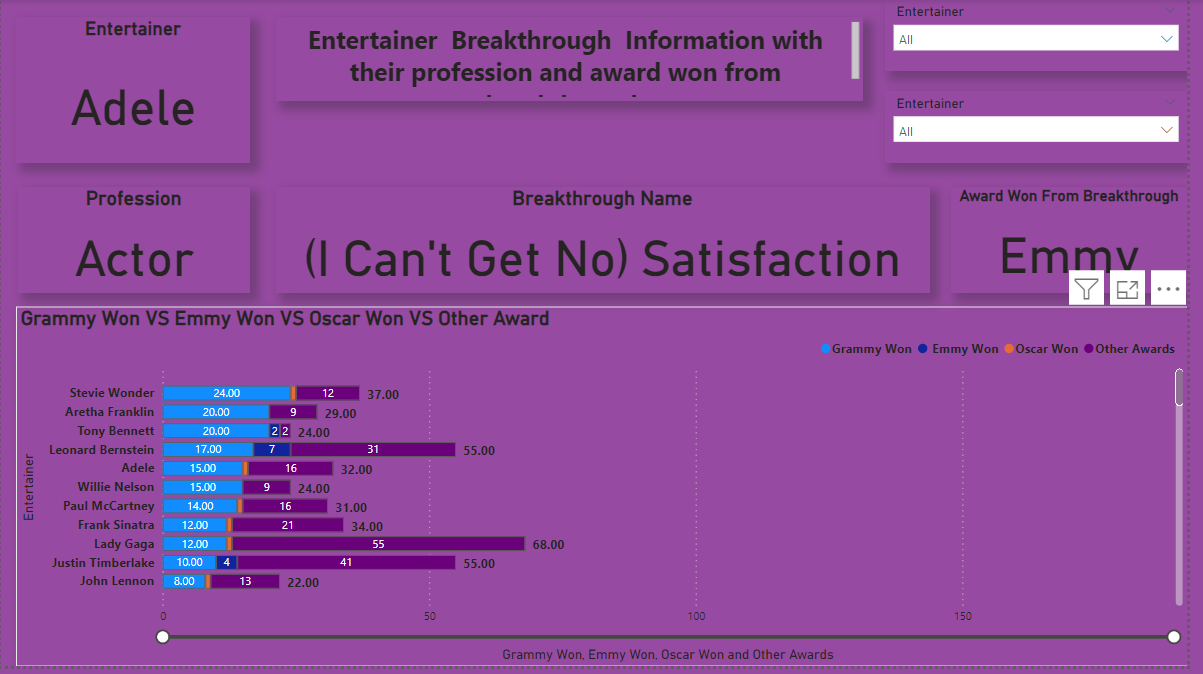 Entertainer
Adele
Entertainer Breakthrough Information with
their profession and award won from
Entertainer
All
Entertainer
All
Profession
Actor
Breakthrough Name
(I Can't Get No) Satisfaction
Award Won From Breakthrough
Emmy
Grammy Won VS Emmy Won VS Oscar Won VS Other Award
Grammy Won Emmy Won Oscar Won Other Awards
Entertainer
Stevie Wonder 24.00 12 37.00
Aretha Franklin 20.00 9 29.00
Tony Bennett 20.00 2 2 24.00
Leonard Bernstein 17.00 7 31 55.00
Adele 15.00 16 32.00
Willie Nelson 15.00 9 24.00
Paul McCartney 14.00 16 31.00
Frank Sinatra 12.00 21 34.00
Lady Gaga 12.00 55 68.00
Justin Timberlake 10.00 4 41 55.00
John Lennon 8.00 13 22.00
0 50 100 150
Grammy Won, Emmy Won, Oscar Won and Other Awards